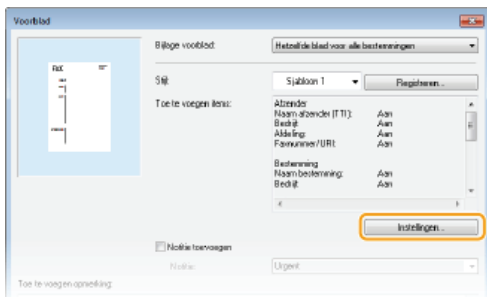 Voorblad
Bijlage voorblad: Hetzelfde blad voor alle bestemmingen
FAX
Stijl: Sjabloon 1 Registreren...
Toe te voegen items: Afzender
Naam afzender (TTI): Aan
Bedrijf: Aan
Afdeling: Aan
Faxnummer/URI: Aan
Bestemming
Naam bestemming: Aan
Bedrijf: Aan
Instellingen...
Notitie toevoegen
Notitie: Urgent
Toe te voegen opmerking: